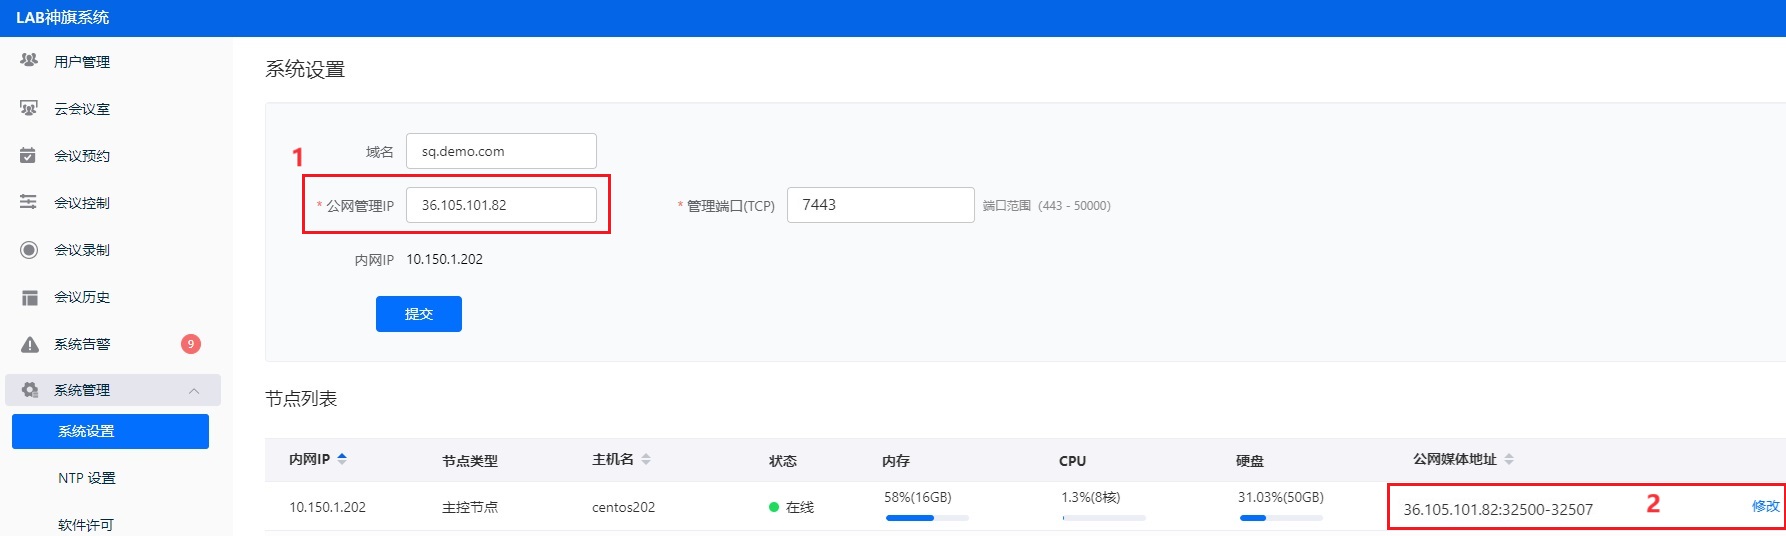 LAB神旗系统
用户管理
云会议室
会议预约
会议控制
会议录制
会议历史
系统告警 9
系统管理
系统设置
NTP 设置
软件许可
系统设置
1
域名 sq.demo.com
* 公网管理IP 36.105.101.82 * 管理端口(TCP) 7443 端口范围（443 - 50000）
内网IP 10.150.1.202
提交
节点列表
内网IP 节点类型 主机名 状态 内存 CPU 硬盘 公网媒体地址
10.150.1.202 主控节点 centos202 在线 58%(16GB) 1.3%(8核) 31.03%(50GB) 36.105.101.82:32500-32507 2 修改